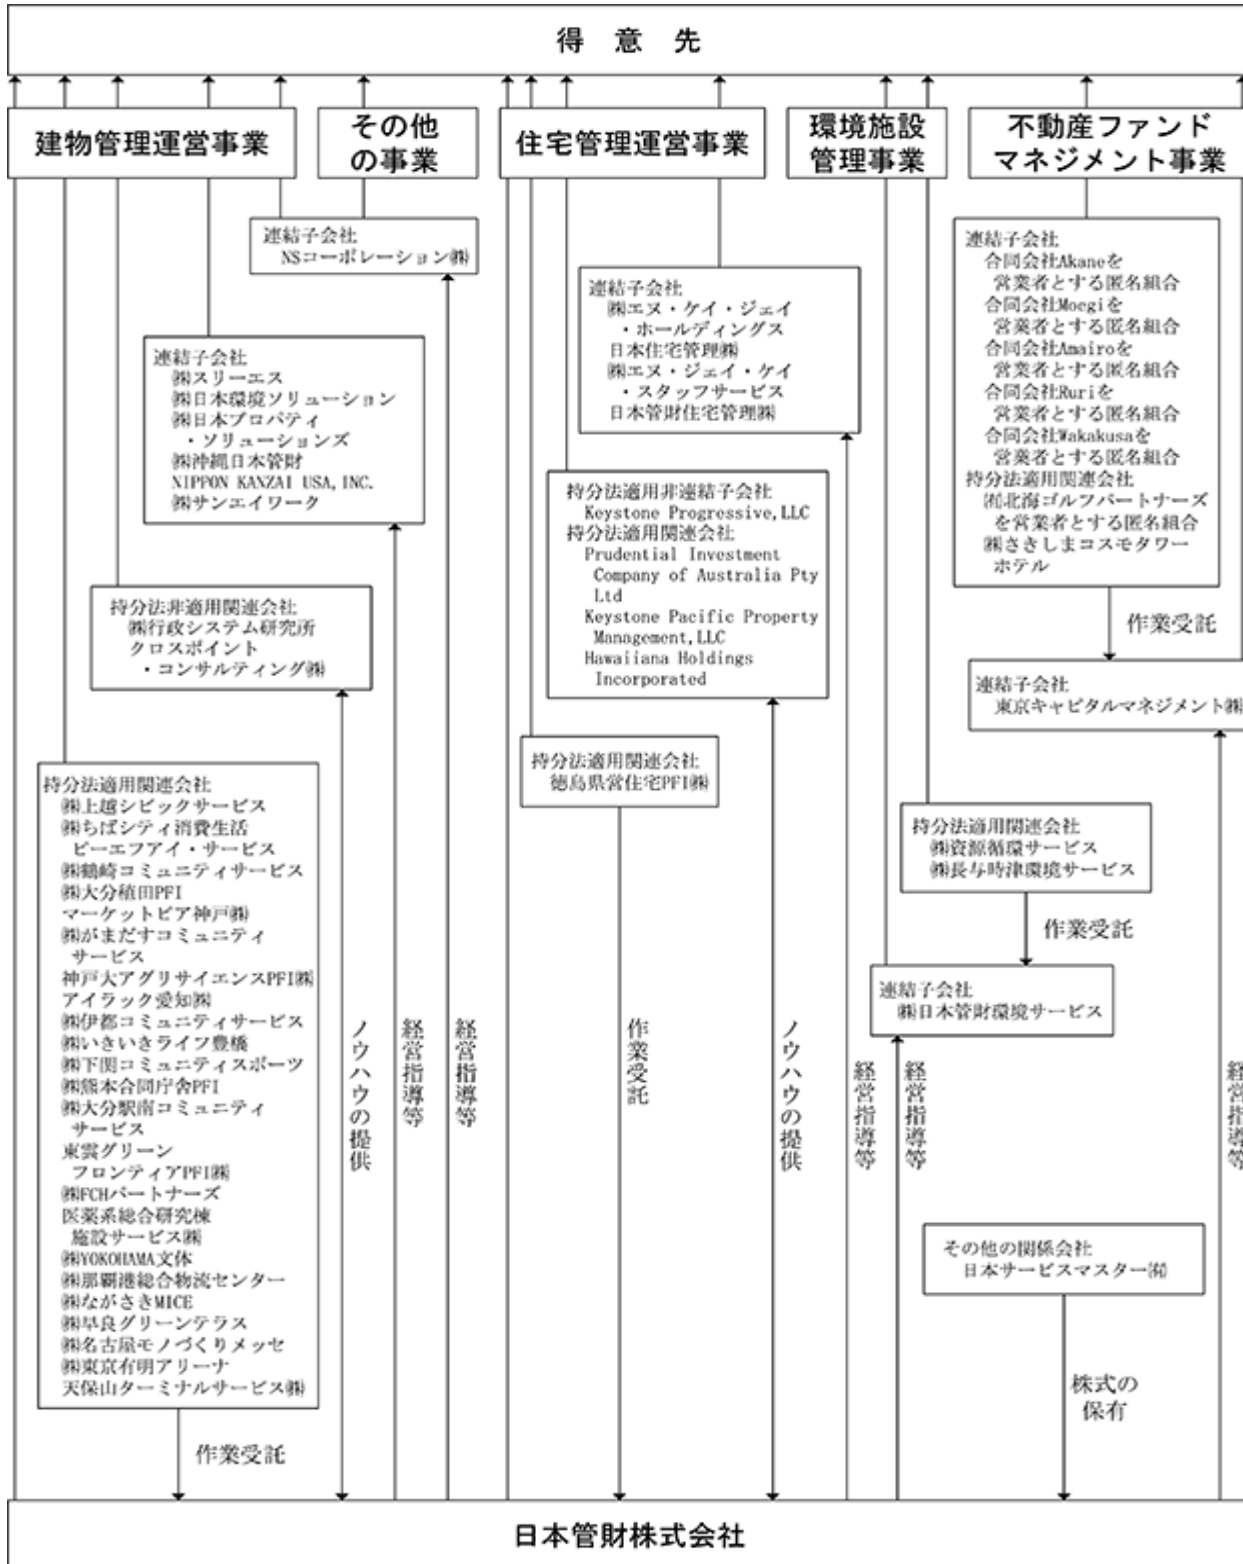 得意先
建物管理運営事業
その他
の事業
住宅管理運営事業
環境施設
管理事業
不動産ファンド
マネジメント事業
連結子会社
NSコーポレーション㈱
連結子会社
㈱スリーエス
㈱日本環境ソリューション
㈱日本プロパティ
・ソリューションズ
㈱沖縄日本管財
NIPPON KANZAI USA, INC.
㈱サンエイワーク
持分法非適用関連会社
㈱行政システム研究所
クロスポイント
・コンサルティング㈱
持分法適用関連会社
㈱上越シビックサービス
㈱ちばシティ消費生活
ピーエフアイ・サービス
㈱鶴崎コミュニティサービス
㈱大分稙田PFI
マーケットピア神戸㈱
㈱がまだすコミュニティ
サービス
神戸大アグリサイエンスPFI㈱
アイラック愛知㈱
㈱伊都コミュニティサービス
㈱いきいきライフ豊橋
㈱下関コミュニティスポーツ
㈱熊本合同庁舎PFI
㈱大分駅南コミュニティ
サービス
東雲グリーン
フロンティアPFI㈱
㈱FCHパートナーズ
医薬系総合研究棟
施設サービス㈱
㈱YOKOHAMA文体
㈱那覇港総合物流センター
㈱ながさきMICE
㈱早良グリーンテラス
㈱名古屋モノづくりメッセ
㈱東京有明アリーナ
天保山ターミナルサービス㈱
作業受託
ノウハウの提供
経営指導等
経営指導等
連結子会社
㈱エヌ・ケイ・ジェイ
・ホールディングス
日本住宅管理㈱
㈱エヌ・ジェイ・ケイ
・スタッフサービス
日本管財住宅管理㈱
持分法適用非連結子会社
Keystone Progressive, LLC
持分法適用関連会社
Prudential Investment
Company of Australia Pty
Ltd
Keystone Pacific Property
Management, LLC
Hawaiiana Holdings
Incorporated
持分法適用関連会社
徳島県営住宅PFI㈱
作業受託
ノウハウの提供
経営指導等
連結子会社
合同会社Akaneを
営業者とする匿名組合
合同会社Moegiを
営業者とする匿名組合
合同会社Amairoを
営業者とする匿名組合
合同会社Ruriを
営業者とする匿名組合
合同会社Wakakusaを
営業者とする匿名組合
持分法適用関連会社
㈲北海ゴルフパートナーズ
を営業者とする匿名組合
㈱さきしまコスモタワー
ホテル
作業受託
連結子会社
東京キャピタルマネジメント㈱
持分法適用関連会社
㈱資源循環サービス
㈱長与時津環境サービス
作業受託
連結子会社
㈱日本管財環境サービス
経営指導等
経営指導等
その他の関係会社
日本サービスマスター㈲
株式の
保有
日本管財株式会社